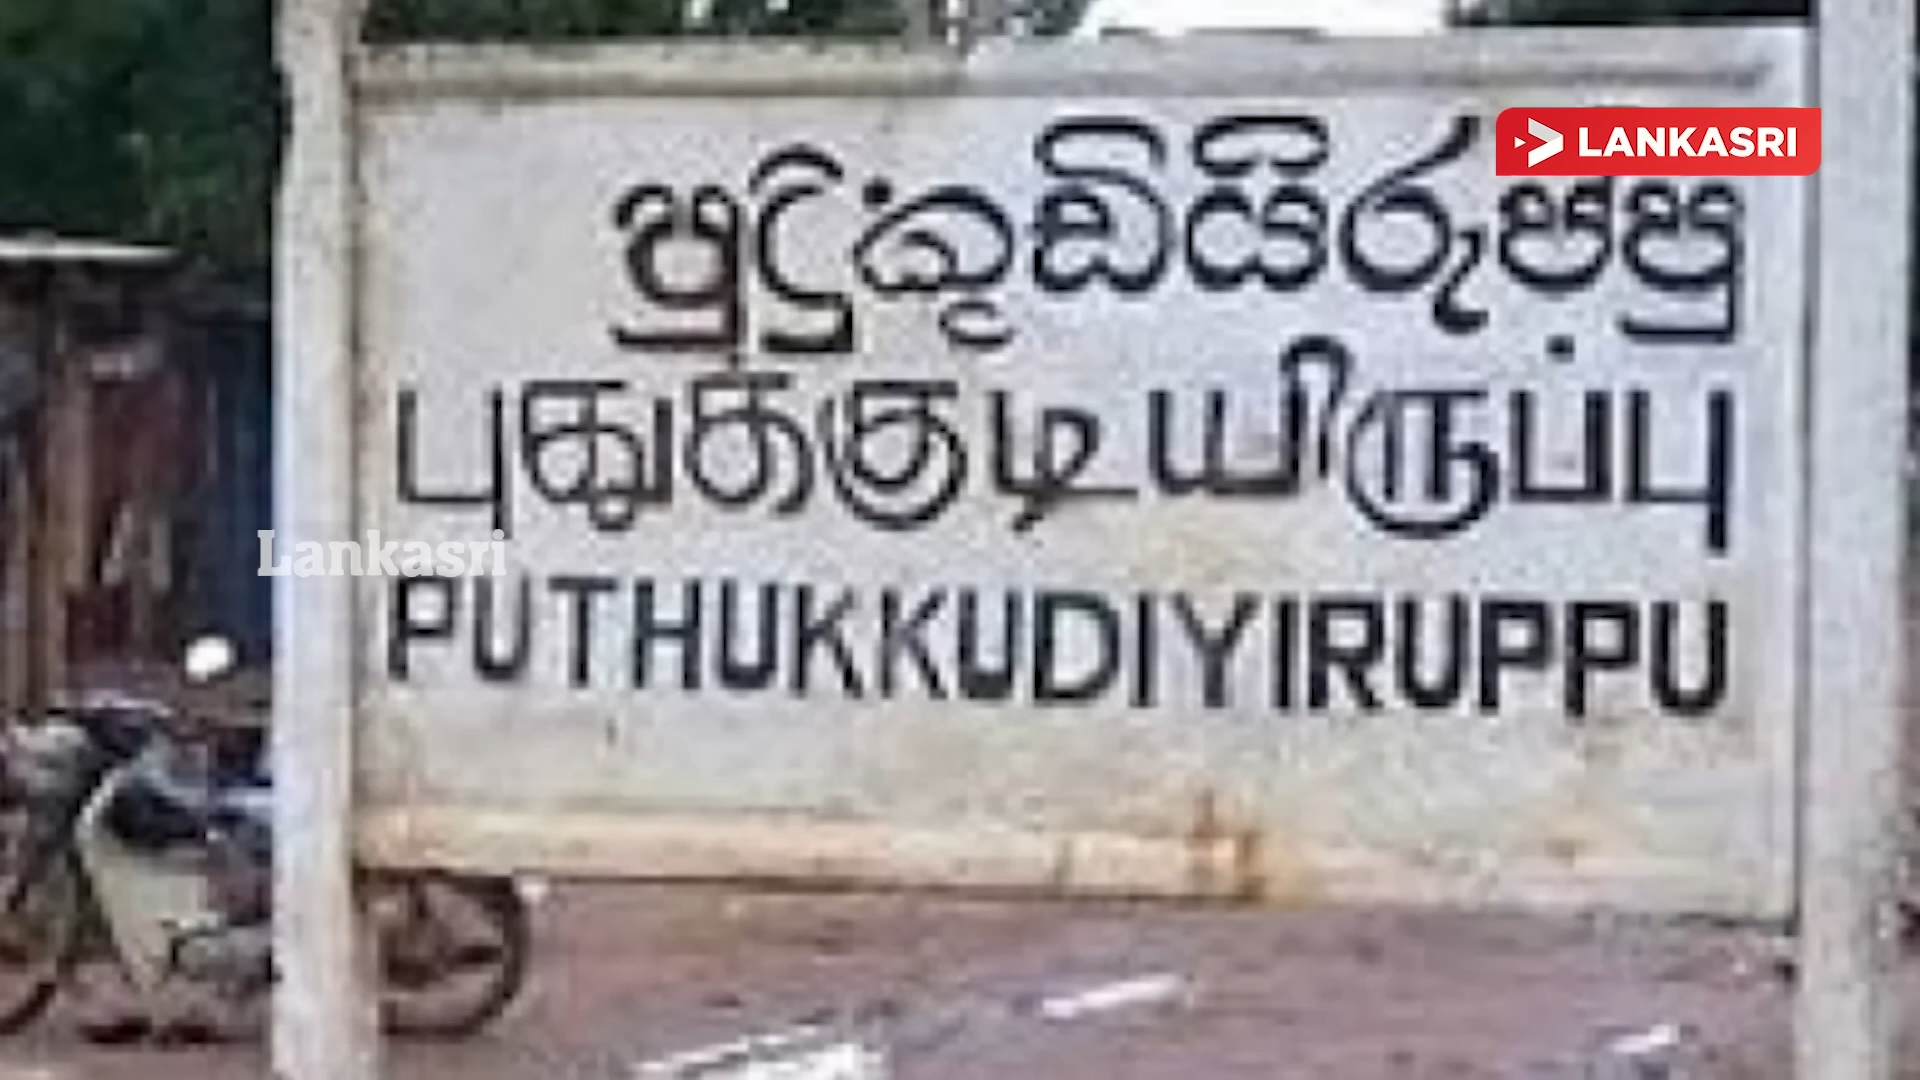 LANKASRI
පුදුක්කුඩියිරුප්පු
புதுக்குடியிருப்பு
Lankasri
PUTHUKKUDIYIRUPPU